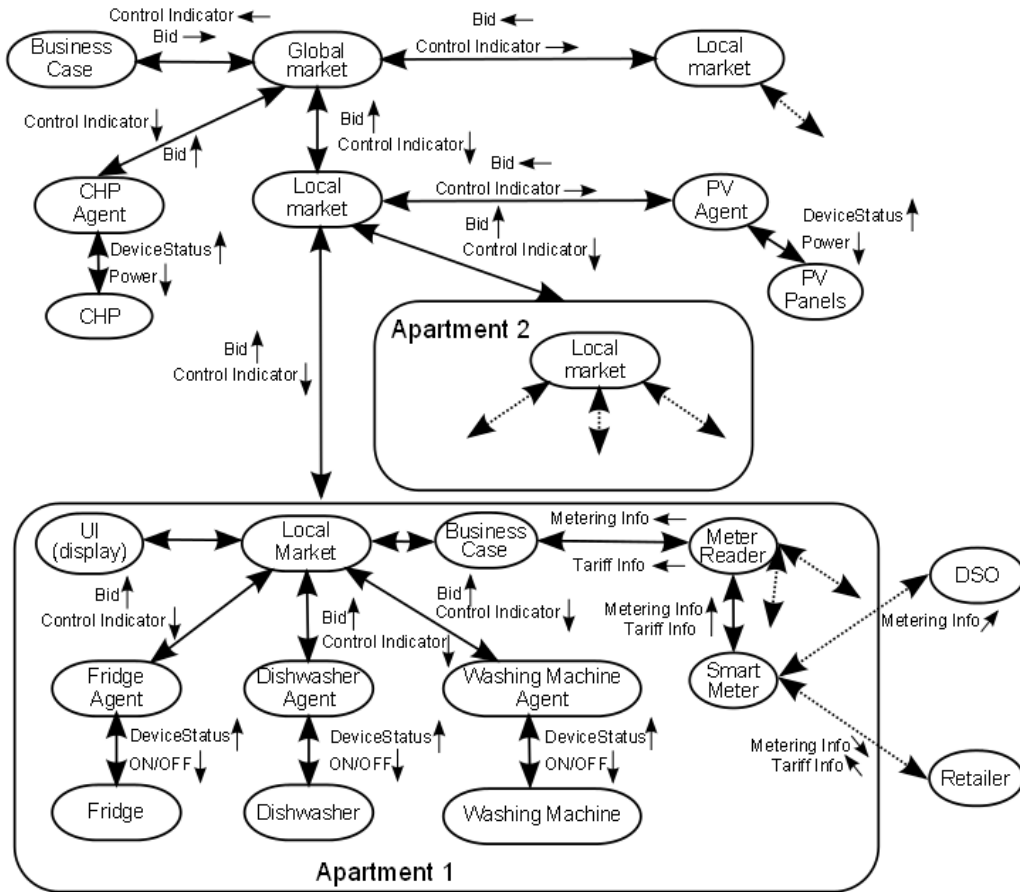 Control Indicator
Bid
Business
Case
Global
market
Bid
Control Indicator
Local
market
Control Indicator
Bid
Bid
Control Indicator
CHP
Agent
Local
market
Bid
Control Indicator
PV
Agent
DeviceStatus
Power
Bid
Control Indicator
DeviceStatus
Power
CHP
PV
Panels
Apartment 2
Local
market
Bid
Control Indicator
UI
(display)
Local
Market
Business
Case
Metering Info
Tariff Info
Meter
Reader
DSO
Metering Info
Bid
Control Indicator
Bid
Control Indicator
Bid
Control Indicator
Metering Info
Tariff Info
Fridge
Agent
Dishwasher
Agent
Washing Machine
Agent
Smart
Meter
DeviceStatus
ON/OFF
DeviceStatus
ON/OFF
DeviceStatus
ON/OFF
Metering Info
Tariff Info
Retailer
Fridge
Dishwasher
Washing Machine
Apartment 1